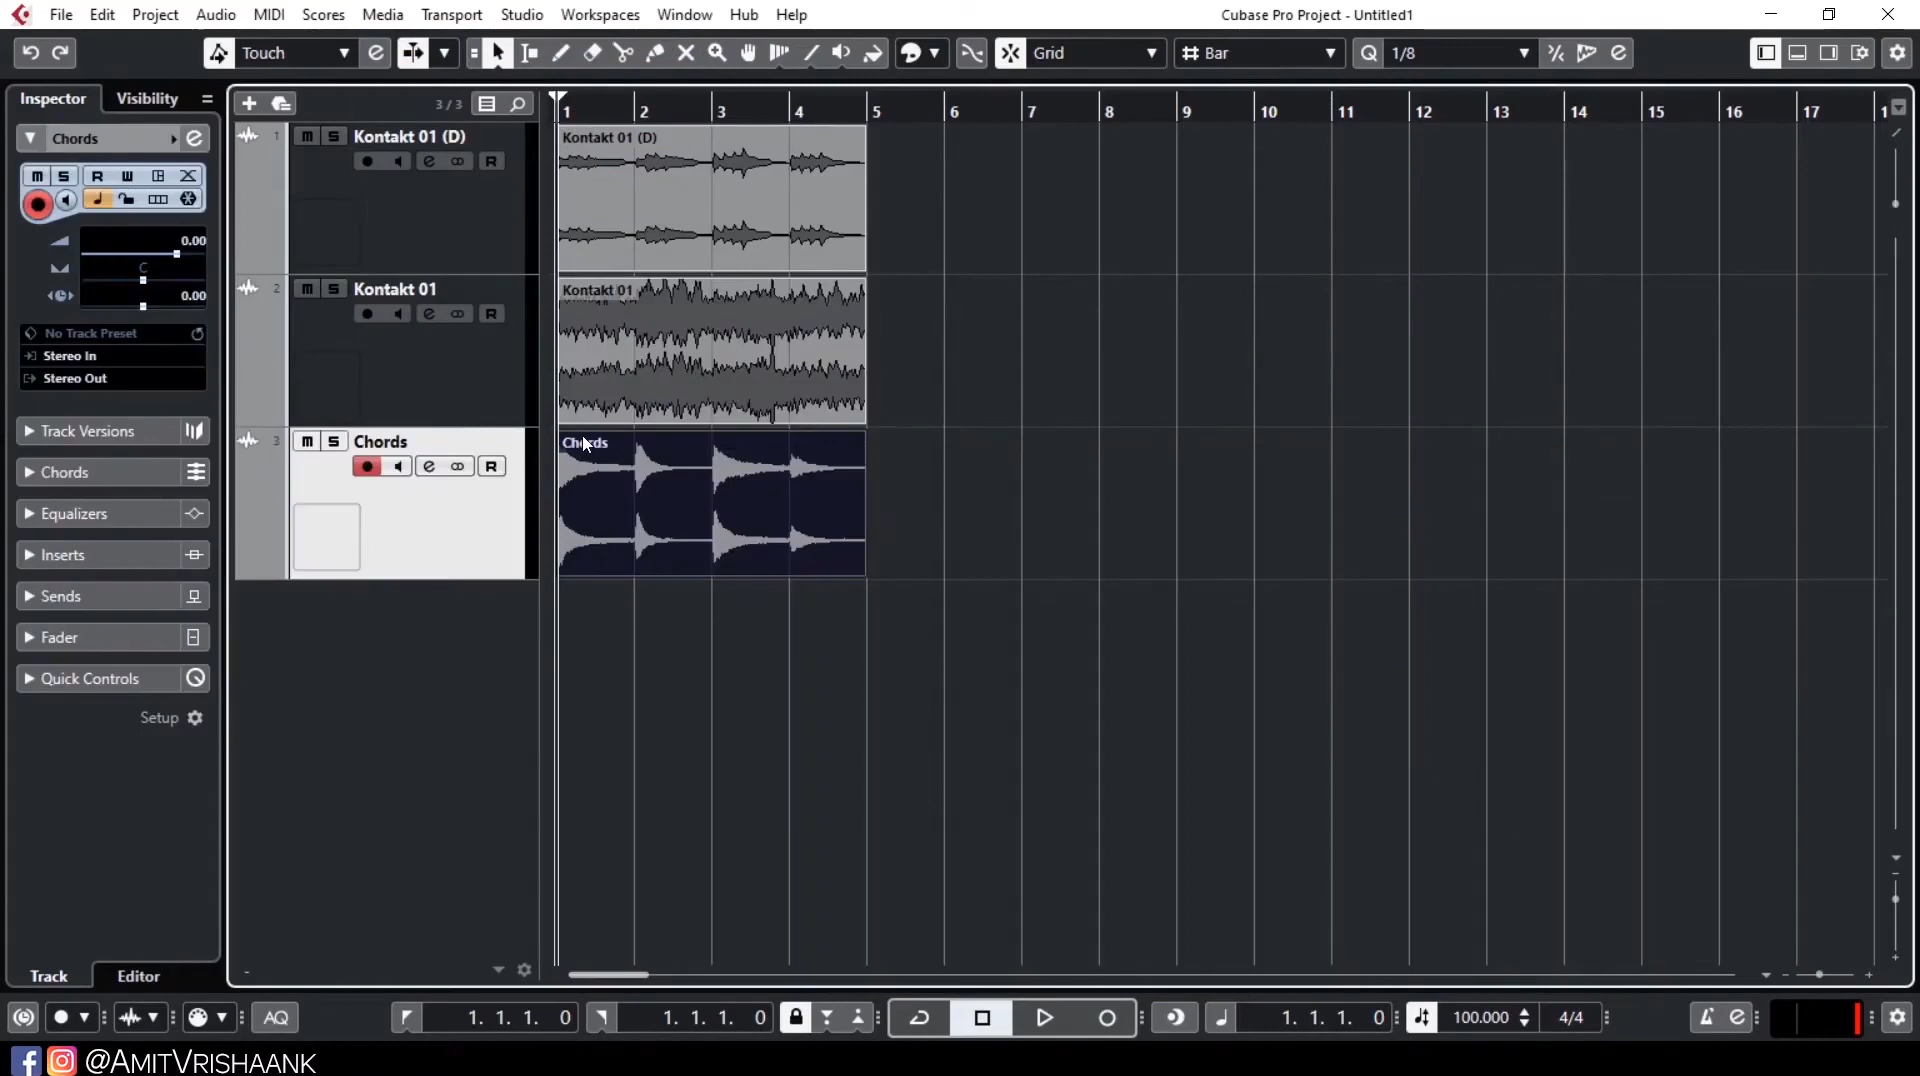 File Edit Project Audio MIDI Scores Media Transport Studio Workspaces Window Hub Help
Cubase Pro Project - Untitled1
Touch
Grid
Bar
Q 1/8
Inspector Visibility
Chords
m S R W
0.00
C
0.00
No Track Preset
Stereo In
Stereo Out
Track Versions
Chords
Equalizers
Inserts
Sends
Fader
Quick Controls
Setup
Track Editor
3 / 3
1 2 3 4 5 6 7 8 9 10 11 12 13 14 15 16 17 1
1 m S Kontakt 01 (D)
e R
Kontakt 01 (D)
2 m S Kontakt 01
e R
Kontakt 01
3 m S Chords
e R
Chords
AQ
1. 1. 1. 0
1. 1. 1. 0
1. 1. 1. 0
100.000
4/4
@AmitVrishaank